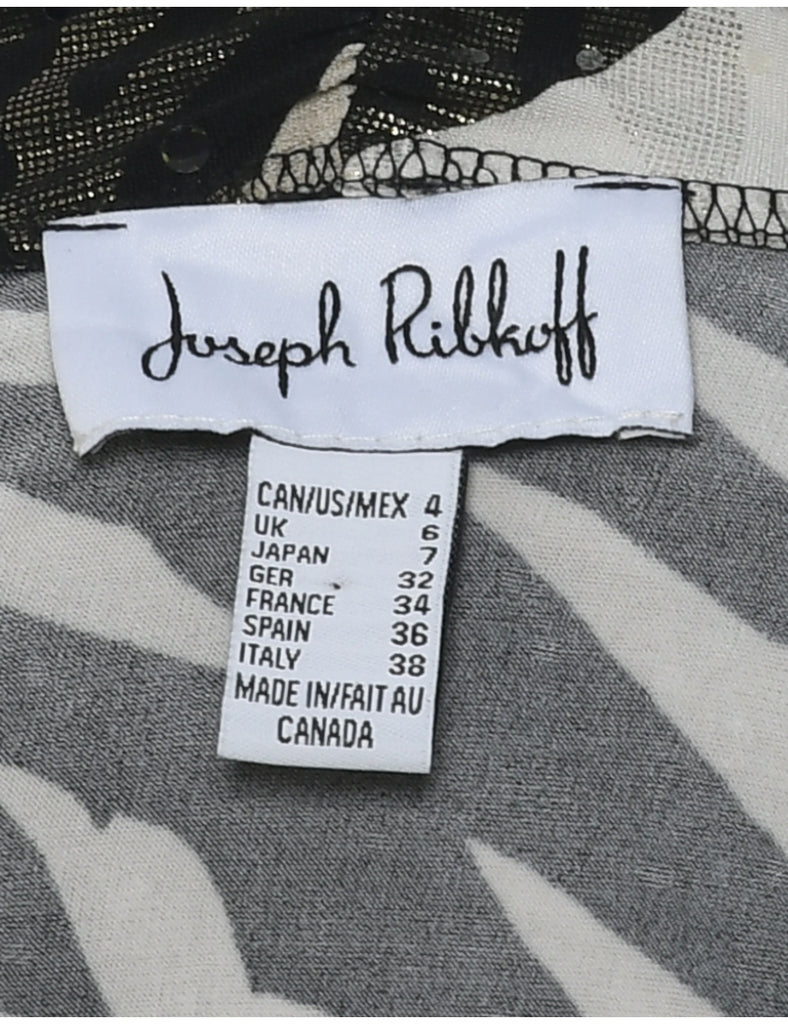 Joseph Ribkoff
CAN/US/MEX 4
UK 6
JAPAN 7
GER 32
FRANCE 34
SPAIN 36
ITALY 38
MADE IN/FAIT AU
CANADA